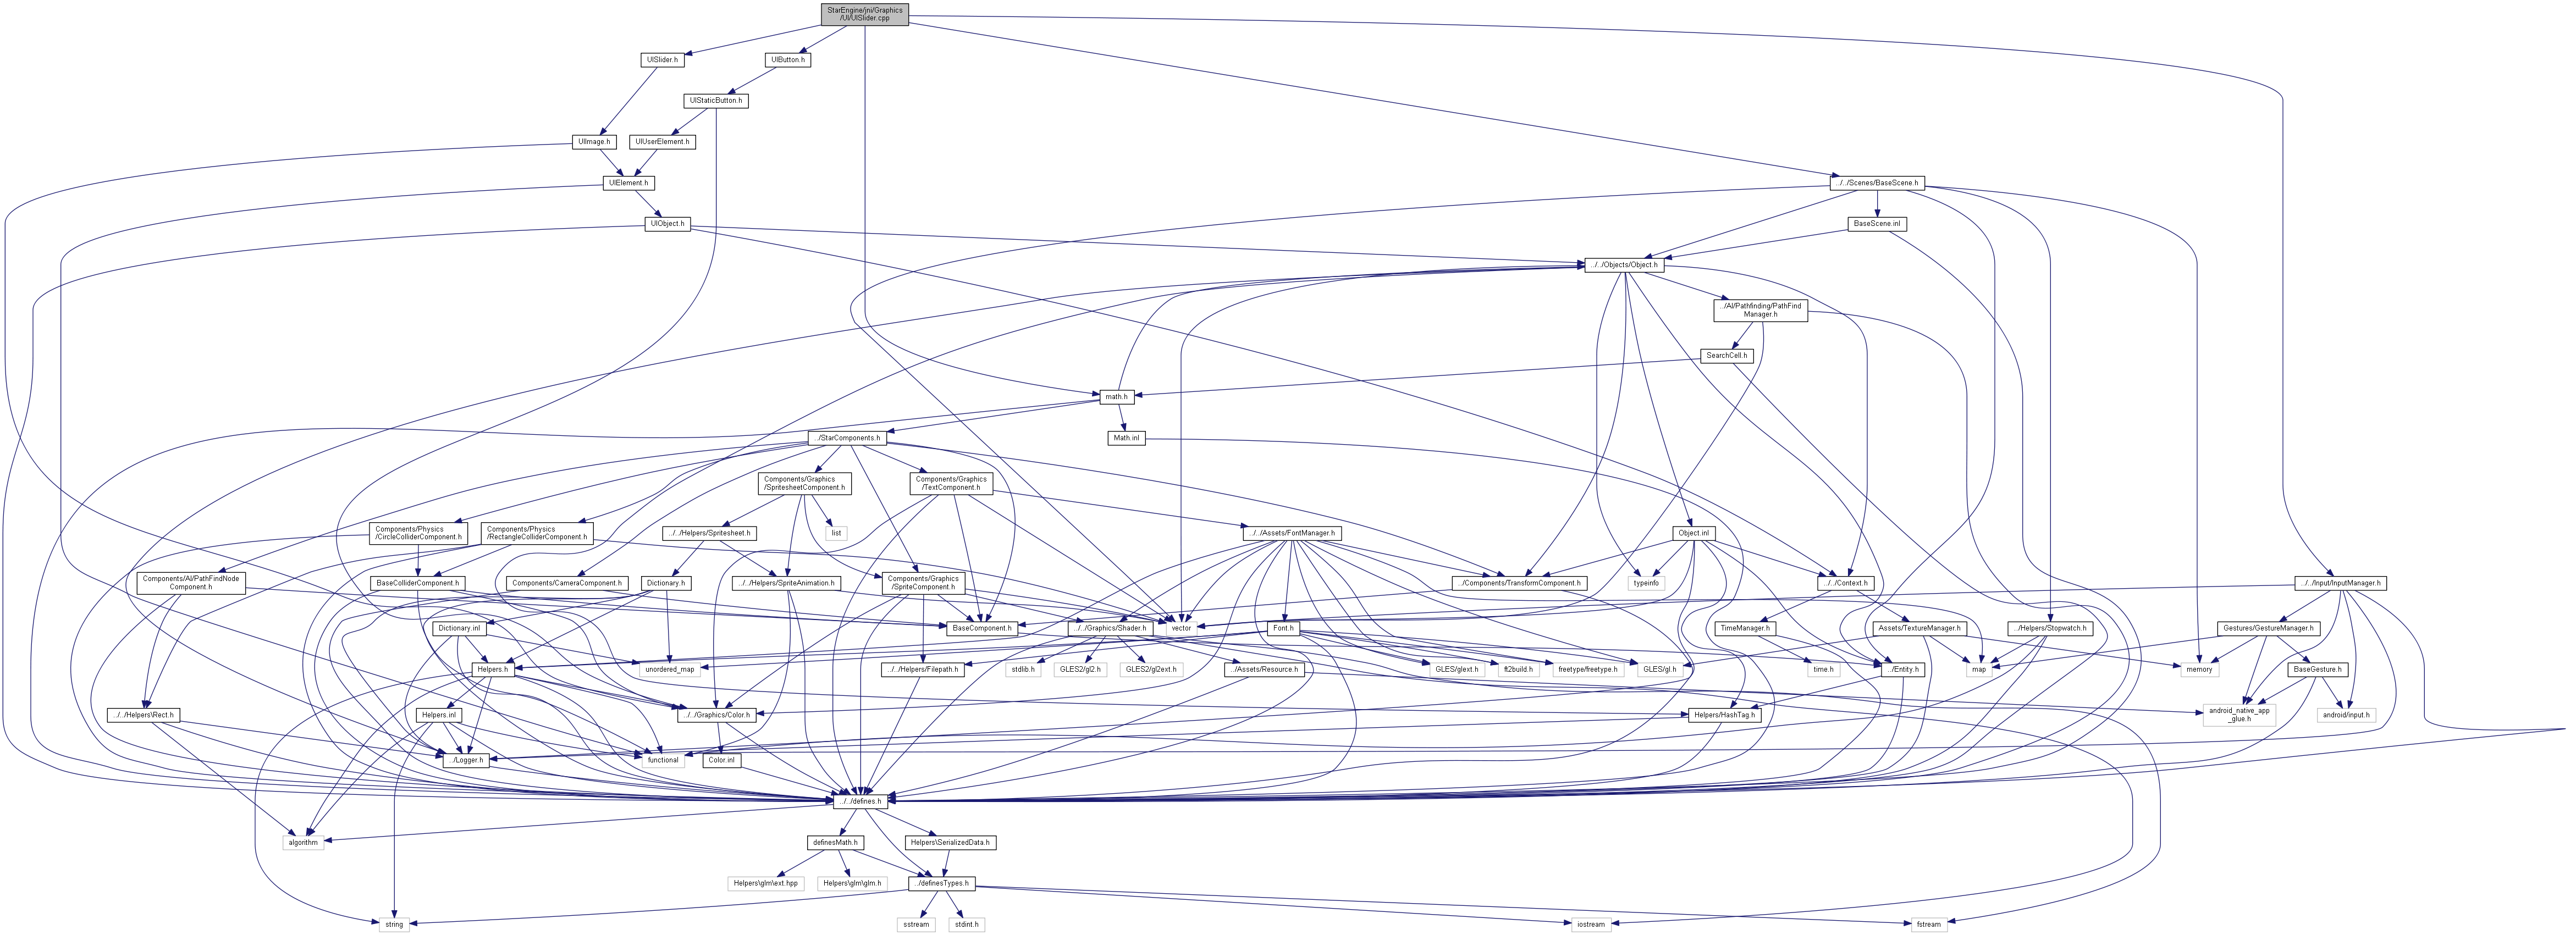 StarEngine/jni/Graphics
/UI/UISlider.cpp
UISlider.h
UIButton.h
UIStaticButton.h
UIImage.h
UIUserElement.h
UIElement.h
../../Scenes/BaseScene.h
UIObject.h
BaseScene.inl
../../Objects/Object.h
../AI/Pathfinding/PathFind
Manager.h
SearchCell.h
math.h
../StarComponents.h
Math.inl
Components/Graphics
/SpritesheetComponent.h
Components/Graphics
/TextComponent.h
Components/Physics
/CircleColliderComponent.h
Components/Physics
/RectangleColliderComponent.h
../../Helpers/Spritesheet.h
list
../../Assets/FontManager.h
Object.inl
Components/AI/PathFindNode
Component.h
BaseColliderComponent.h
Components/CameraComponent.h
Dictionary.h
../../Helpers/SpriteAnimation.h
Components/Graphics
/SpriteComponent.h
../Components/TransformComponent.h
typeinfo
../../Context.h
../../Input/InputManager.h
Dictionary.inl
BaseComponent.h
../../Graphics/Shader.h
vector
Font.h
TimeManager.h
Assets/TextureManager.h
../Helpers/Stopwatch.h
Gestures/GestureManager.h
Helpers.h
unordered_map
../../Helpers/Filepath.h
stdlib.h
GLES2/gl2.h
GLES2/gl2ext.h
../Assets/Resource.h
GLES/glext.h
ft2build.h
freetype/freetype.h
GLES/gl.h
time.h
../Entity.h
map
memory
BaseGesture.h
../../Helpers\Rect.h
Helpers.inl
../../Graphics/Color.h
Helpers/HashTag.h
android_native_app
_glue.h
android/input.h
../Logger.h
functional
Color.inl
../../defines.h
algorithm
definesMath.h
Helpers\SerializedData.h
Helpers\glm\ext.hpp
Helpers\glm\glm.h
../definesTypes.h
string
sstream
stdint.h
iostream
fstream